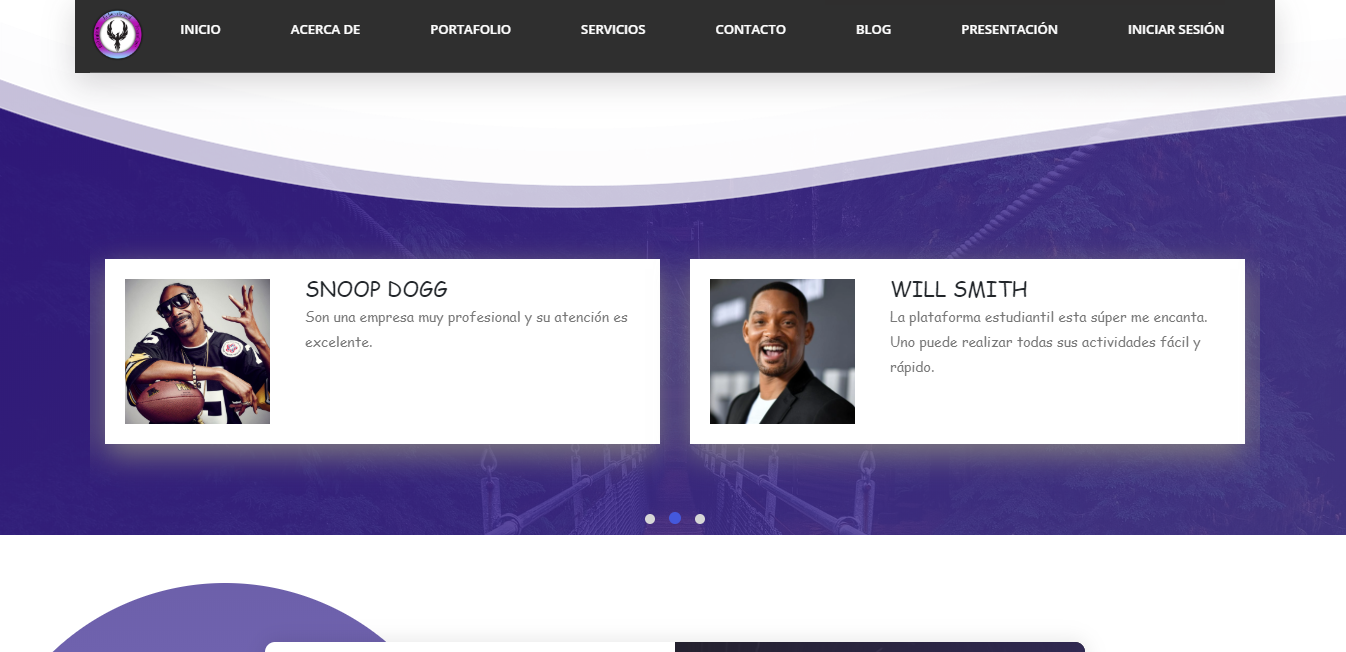 INICIO ACERCA DE PORTAFOLIO SERVICIOS CONTACTO BLOG PRESENTACIÓN INICIAR SESIÓN
SNOOP DOGG
Son una empresa muy profesional y su atención es
excelente.
WILL SMITH
La plataforma estudiantil esta súper me encanta.
Uno puede realizar todas sus actividades fácil y
rápido.